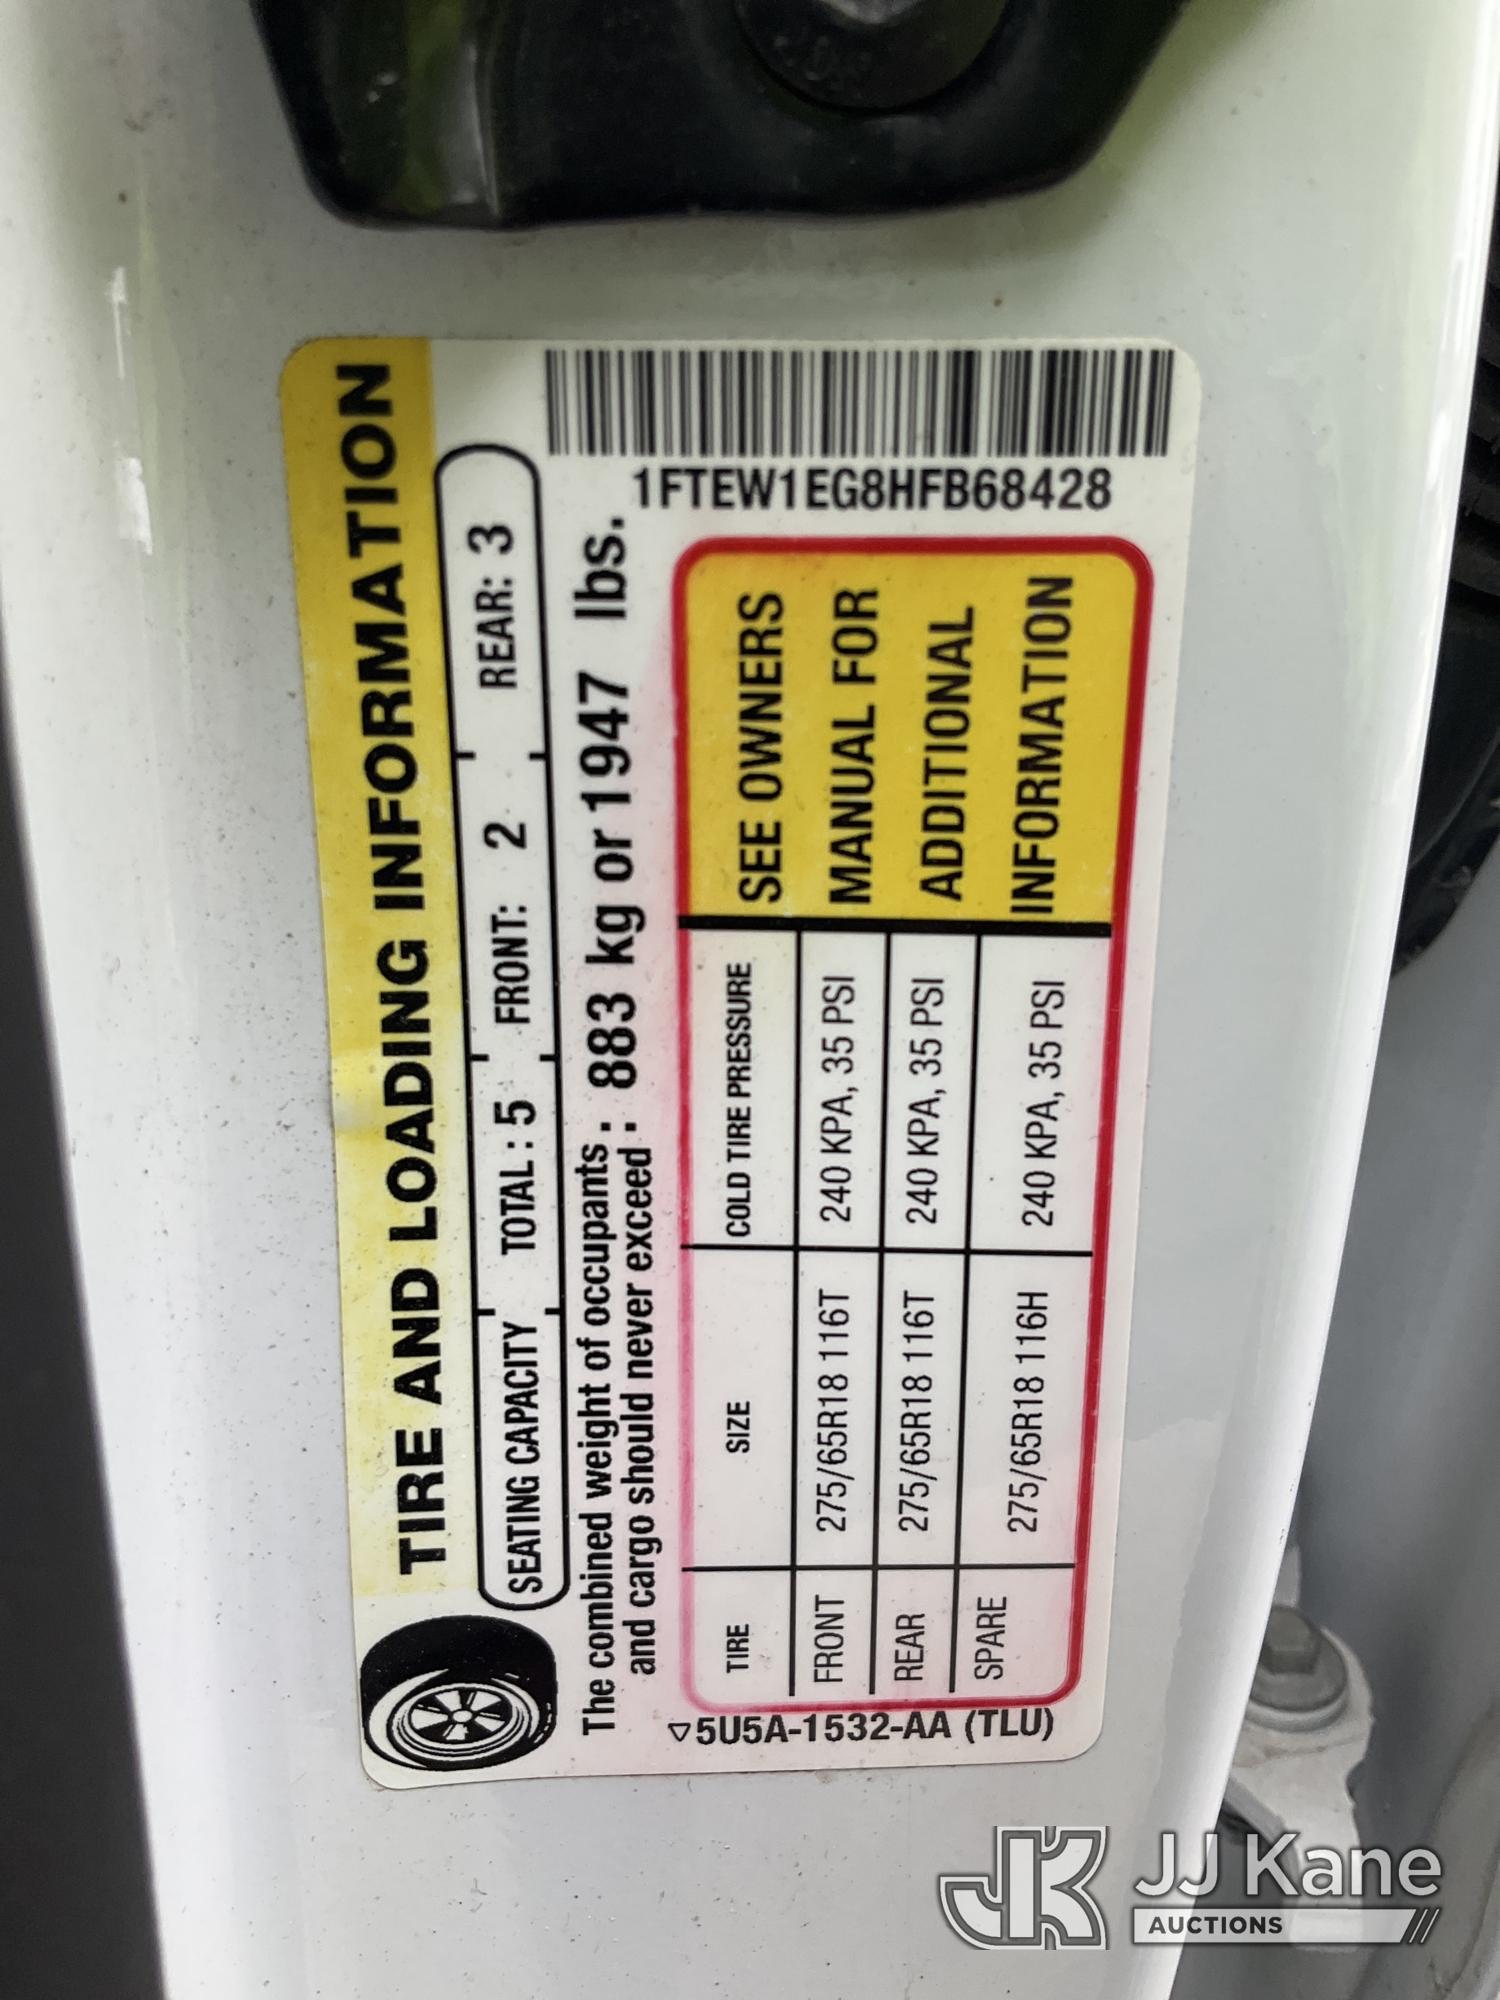 TIRE AND LOADING INFORMATION
SEATING CAPACITY TOTAL : 5 FRONT: 2 REAR: 3
The combined weight of occupants : 883 kg or 1947 lbs.
and cargo should never exceed :
1FTEW1EG8HFB68428
TIRE SIZE COLD TIRE PRESSURE
FRONT 275/65R18 116T 240 KPA, 35 PSI
REAR 275/65R18 116T 240 KPA, 35 PSI
SPARE 275/65R18 116H 240 KPA, 35 PSI
SEE OWNERS
MANUAL FOR
ADDITIONAL
INFORMATION
5U5A-1532-AA (TLU)
JK JJ Kane
AUCTIONS